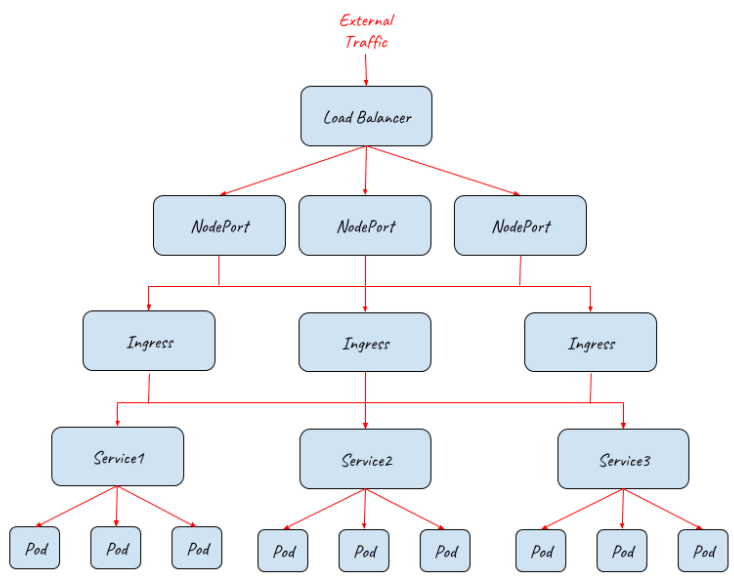 External
Traffic
Load Balancer
NodePort
NodePort
NodePort
Ingress
Ingress
Ingress
Service1
Service2
Service3
Pod
Pod
Pod
Pod
Pod
Pod
Pod
Pod
Pod